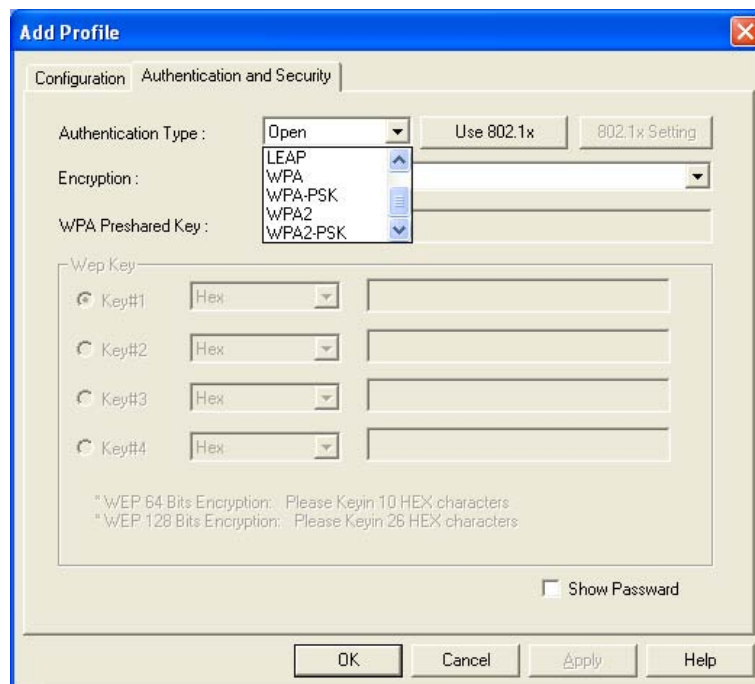 Add Profile
Configuration
Authentication and Security
Authentication Type :
Open
Use 802.1x
802.1x Setting
LEAP
WPA
WPA-PSK
WPA2
WPA2-PSK
Encryption :
WPA Preshared Key :
Wep Key
Key#1
Hex
Key#2
Hex
Key#3
Hex
Key#4
Hex
* WEP 64 Bits Encryption: Please Keyin 10 HEX characters
* WEP 128 Bits Encryption: Please Keyin 26 HEX characters
Show Passward
OK
Cancel
Apply
Help